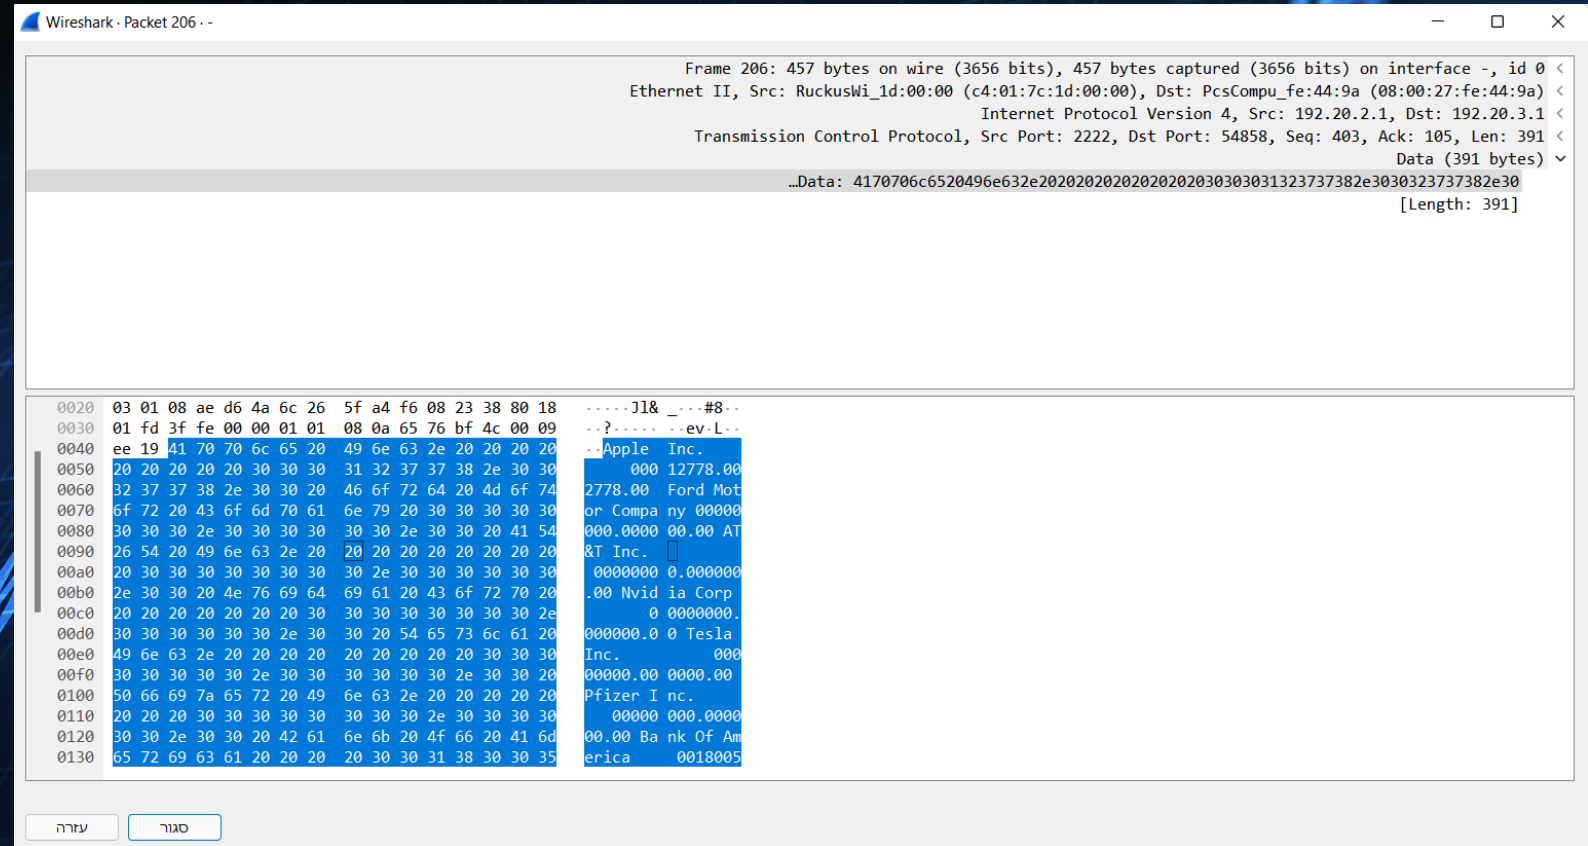 Wireshark · Packet 206 · -
Frame 206: 457 bytes on wire (3656 bits), 457 bytes captured (3656 bits) on interface -, id 0
Ethernet II, Src: RuckusWi_1d:00:00 (c4:01:7c:1d:00:00), Dst: PcsCompu_fe:44:9a (08:00:27:fe:44:9a)
Internet Protocol Version 4, Src: 192.20.2.1, Dst: 192.20.3.1
Transmission Control Protocol, Src Port: 2222, Dst Port: 54858, Seq: 403, Ack: 105, Len: 391
Data (391 bytes)
…Data: 4170706c6520496e632e2020202020202020203030303031323737382e3030323737382e30
[Length: 391]
0020 03 01 08 ae d6 4a 6c 26 5f a4 f6 08 23 38 80 18 ·····Jl& _···#8··
0030 01 fd 3f fe 00 00 01 01 08 0a 65 76 bf 4c 00 09 ··?····· ··ev·L··
0040 ee 19 41 70 70 6c 65 20 49 6e 63 2e 20 20 20 20 ··Apple Inc.
0050 20 20 20 20 20 30 30 30 31 32 37 37 38 2e 30 30 000 12778.00
0060 32 37 37 38 2e 30 30 20 46 6f 72 64 20 4d 6f 74 2778.00 Ford Mot
0070 6f 72 20 43 6f 6d 70 61 6e 79 20 30 30 30 30 30 or Compa ny 00000
0080 30 30 30 2e 30 30 30 30 30 30 2e 30 30 20 41 54 000.0000 00.00 AT
0090 26 54 20 49 6e 63 2e 20 20 20 20 20 20 20 20 20 &T Inc.
00a0 20 30 30 30 30 30 30 30 30 2e 30 30 30 30 30 30 0000000 0.000000
00b0 2e 30 30 20 4e 76 69 64 69 61 20 43 6f 72 70 20 .00 Nvid ia Corp
00c0 20 20 20 20 20 20 20 30 30 30 30 30 30 30 30 2e 0 0000000.
00d0 30 30 30 30 30 30 2e 30 30 20 54 65 73 6c 61 20 000000.0 0 Tesla
00e0 49 6e 63 2e 20 20 20 20 20 20 20 20 20 30 30 30 Inc. 000
00f0 30 30 30 30 30 2e 30 30 30 30 30 30 2e 30 30 20 00000.00 0000.00
0100 50 66 69 7a 65 72 20 49 6e 63 2e 20 20 20 20 20 Pfizer I nc.
0110 20 20 20 30 30 30 30 30 30 30 30 2e 30 30 30 30 00000 000.0000
0120 30 30 2e 30 30 20 42 61 6e 6b 20 4f 66 20 41 6d 00.00 Ba nk Of Am
0130 65 72 69 63 61 20 20 20 20 30 30 31 38 30 30 35 erica 0018005
סגור
עזרה